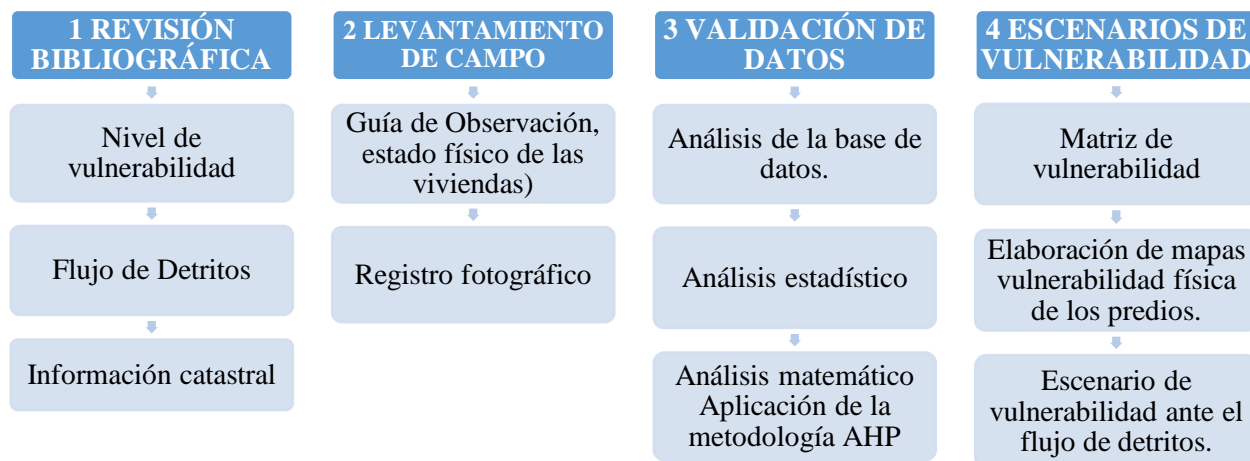 1 REVISIÓN
BIBLIOGRÁFICA
Nivel de
vulnerabilidad
Flujo de Detritos
Información catastral
2 LEVANTAMIENTO
DE CAMPO
Guía de Observación,
estado físico de las
viviendas)
Registro fotográfico
3 VALIDACIÓN DE
DATOS
Análisis de la base de
datos.
Análisis estadístico
Análisis matemático
Aplicación de la
metodología AHP
4 ESCENARIOS DE
VULNERABILIDAD
Matriz de
vulnerabilidad
Elaboración de mapas
vulnerabilidad física
de los predios.
Escenario de
vulnerabilidad ante el
flujo de detritos.